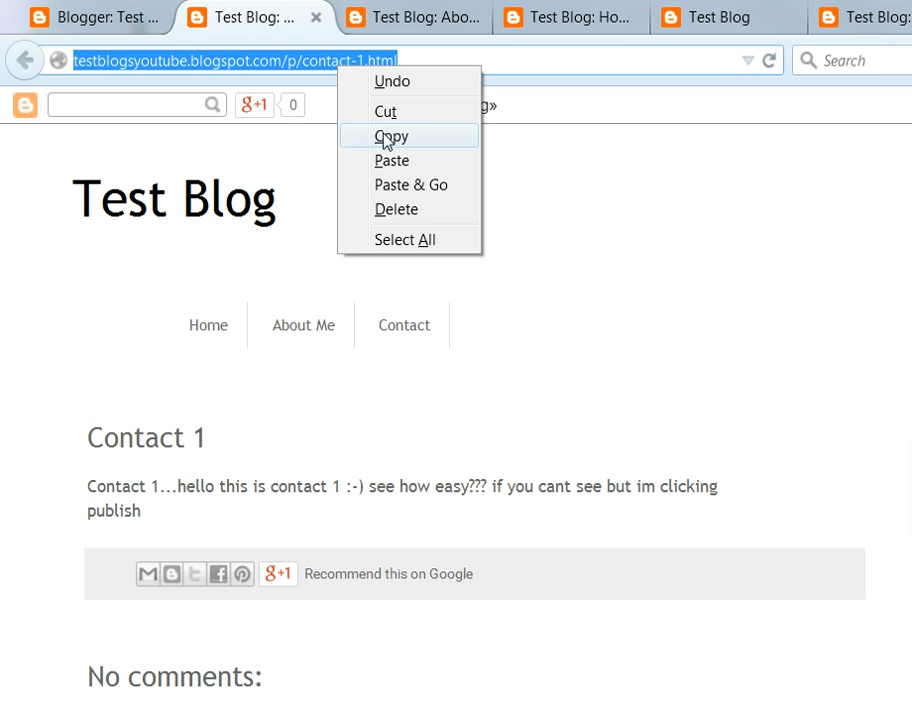 Blogger: Test ...
Test Blog: ...
Test Blog: Abo...
Test Blog: Ho...
Test Blog
Test Blog:
testblogsyoutube.blogspot.com/p/contact-1.html
Search
g+1
0
g»
Undo
Cut
Copy
Paste
Paste & Go
Delete
Select All
Test Blog
Home
About Me
Contact
Contact 1
Contact 1...hello this is contact 1 :-) see how easy??? if you cant see but im clicking
publish
g+1
Recommend this on Google
No comments: